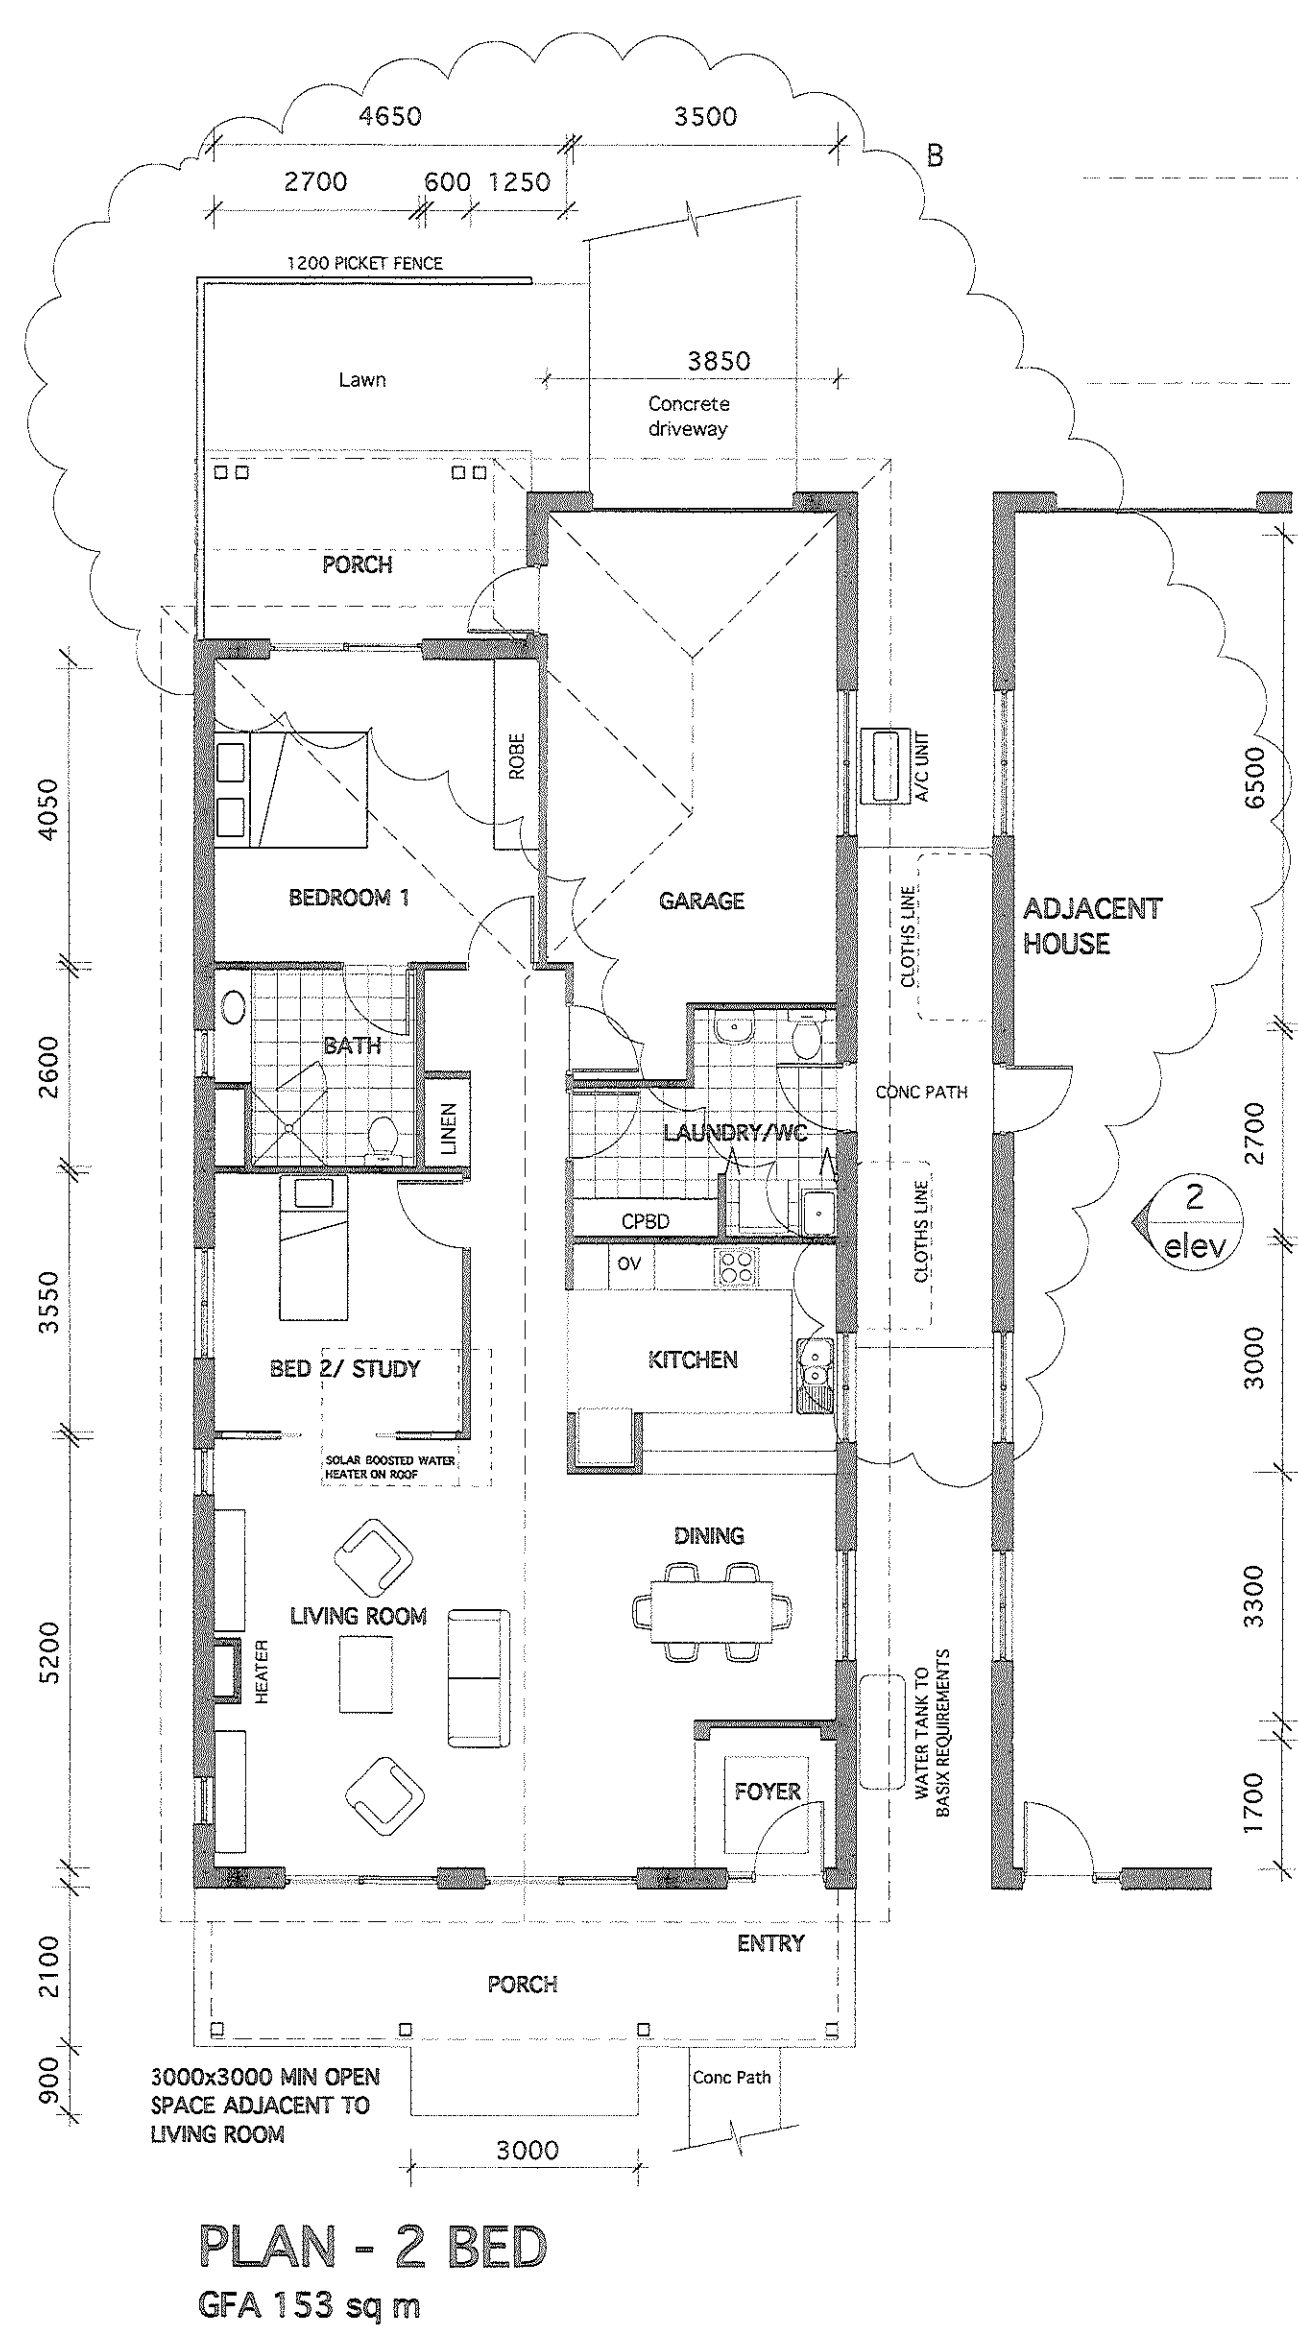 4650
3500
B
2700
600
1250
1200 PICKET FENCE
Lawn
3850
Concrete
driveway
PORCH
ROBE
A/C UNIT
6500
4050
BEDROOM 1
GARAGE
CLOTHS LINE
ADJACENT
HOUSE
2600
BATH
LINEN
LAUNDRY/WC
CONC PATH
2700
CPBD
CLOTHS LINE
2
elev
OV
3550
KITCHEN
3000
BED 2/ STUDY
SOLAR BOOSTED WATER
HEATER ON ROOF
DINING
LIVING ROOM
3300
5200
HEATER
WATER TANK TO
BASIX REQUIREMENTS
FOYER
1700
ENTRY
2100
PORCH
900
3000x3000 MIN OPEN
SPACE ADJACENT TO
LIVING ROOM
Conc Path
3000
PLAN - 2 BED
GFA 153 sq m